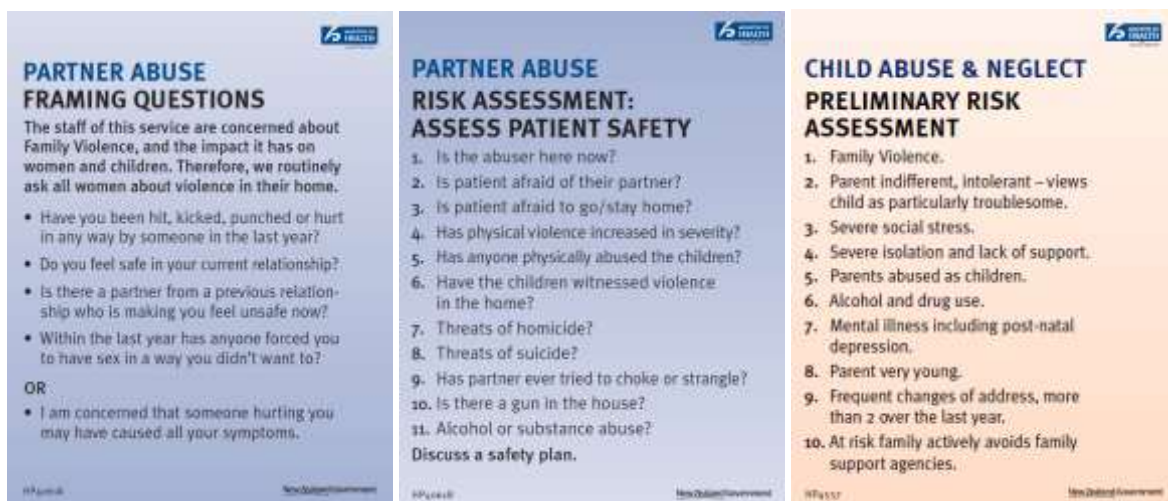 HEALTH
PARTNER ABUSE
FRAMING QUESTIONS
The staff of this service are concerned about
Family Violence, and the impact it has on
women and children. Therefore, we routinely
ask all women about violence in their home.
• Have you been hit, kicked, punched or hurt
in any way by someone in the last year?
• Do you feel safe in your current relationship?
• Is there a partner from a previous relation-
ship who is making you feel unsafe now?
• Within the last year has anyone forced you
to have sex in a way you didn't want to?
OR
• I am concerned that someone hurting you
may have caused all your symptoms.
New Zealand Government
HEALTH
PARTNER ABUSE
RISK ASSESSMENT:
ASSESS PATIENT SAFETY
1. Is the abuser here now?
2. Is patient afraid of their partner?
3. Is patient afraid to go/stay home?
4. Has physical violence increased in severity?
5. Has anyone physically abused the children?
6. Have the children witnessed violence
in the home?
7. Threats of homicide?
8. Threats of suicide?
9. Has partner ever tried to choke or strangle?
10. Is there a gun in the house?
11. Alcohol or substance abuse?
Discuss a safety plan.
New Zealand Government
HEALTH
CHILD ABUSE & NEGLECT
PRELIMINARY RISK
ASSESSMENT
1. Family Violence.
2. Parent indifferent, intolerant – views
child as particularly troublesome.
3. Severe social stress.
4. Severe isolation and lack of support.
5. Parents abused as children.
6. Alcohol and drug use.
7. Mental illness including post-natal
depression.
8. Parent very young.
9. Frequent changes of address, more
than 2 over the last year.
10. At risk family actively avoids family
support agencies.
New Zealand Government